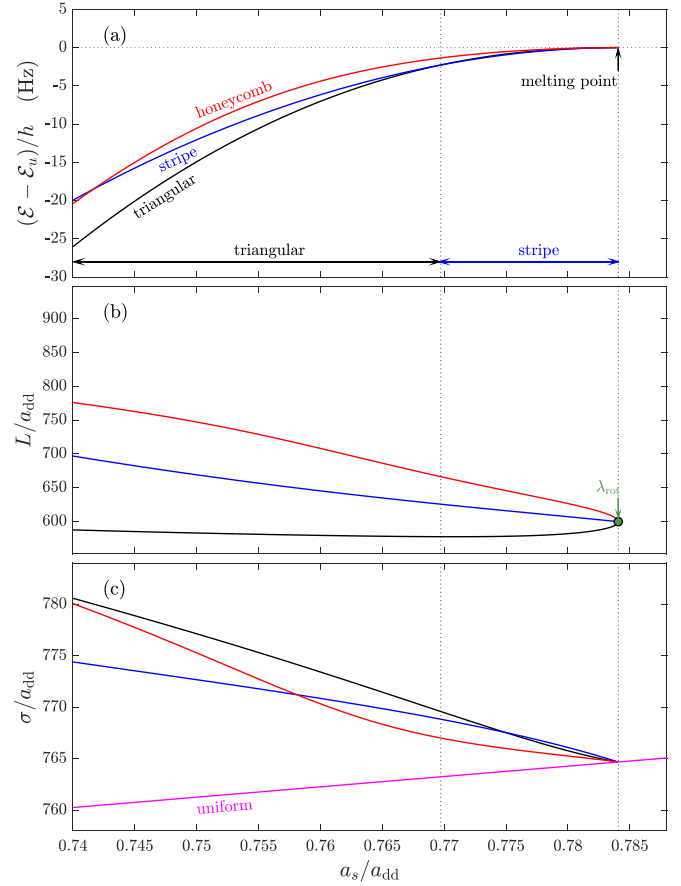 5
0
-5
-10
-15
-20
-25
-30
(ℰ − ℰ_u)/h (Hz)
(a)
honeycomb
stripe
triangular
melting point
triangular
stripe
900
850
800
750
700
650
600
L/a_dd
(b)
λ_rot
780
775
770
765
760
σ/a_dd
(c)
uniform
0.74
0.745
0.75
0.755
0.76
0.765
0.77
0.775
0.78
0.785
a_s/a_dd